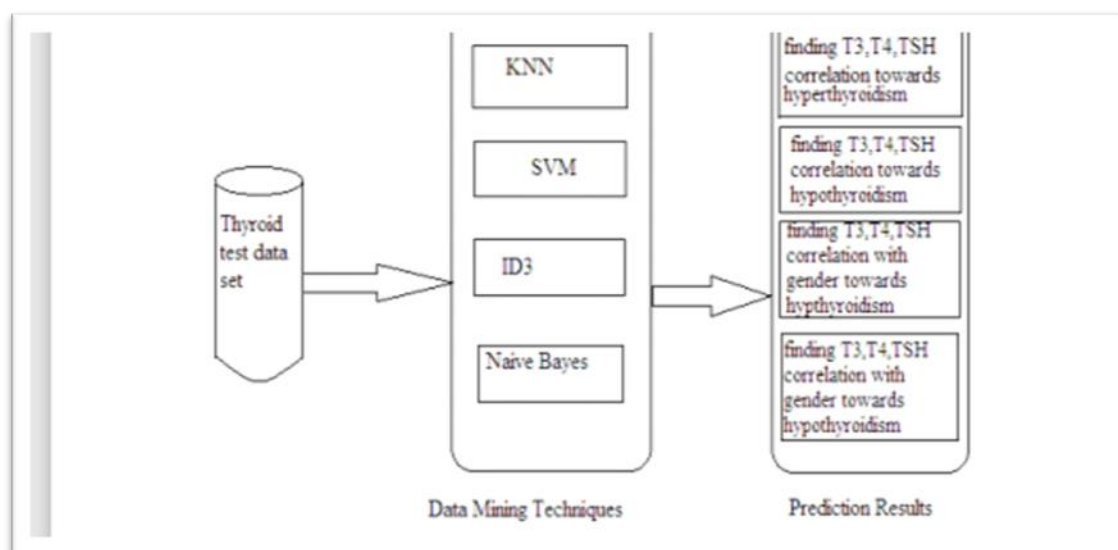 Thyroid
test data
set
KNN
SVM
ID3
Naive Bayes
Data Mining Techniques
finding T3,T4,TSH
correlation towards
hyperthyroidism
finding T3,T4,TSH
correlation towards
hypothyroidism
finding T3,T4,TSH
correlation with
gender towards
hypthyroidism
finding T3,T4,TSH
correlation with
gender towards
hypothyroidism
Prediction Results